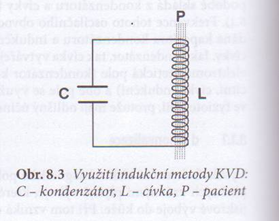 P
C
L
Obr. 8.3 Využití indukční metody KVD:
C – kondenzátor, L – cívka, P – pacient